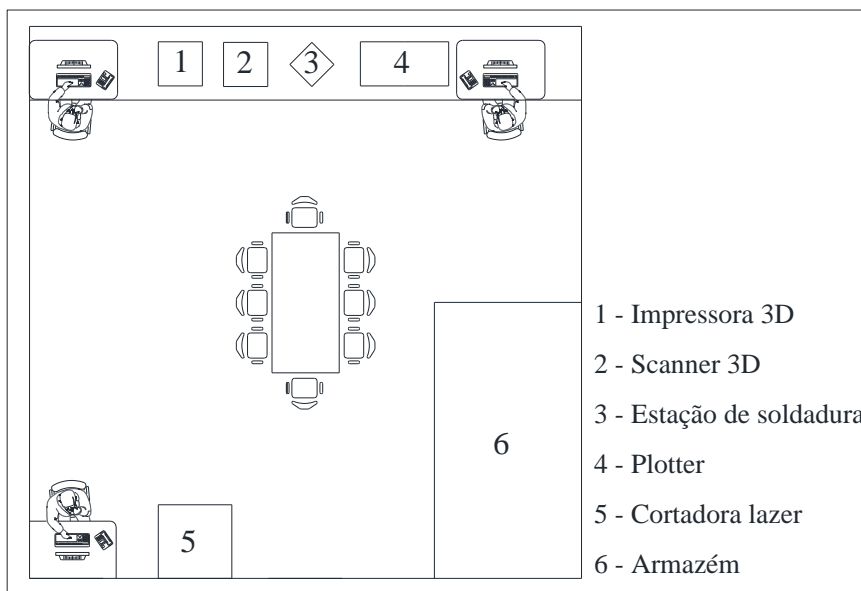 1 2 3 4
6
5
1 - Impressora 3D
2 - Scanner 3D
3 - Estação de soldadura
4 - Plotter
5 - Cortadora lazer
6 - Armazém